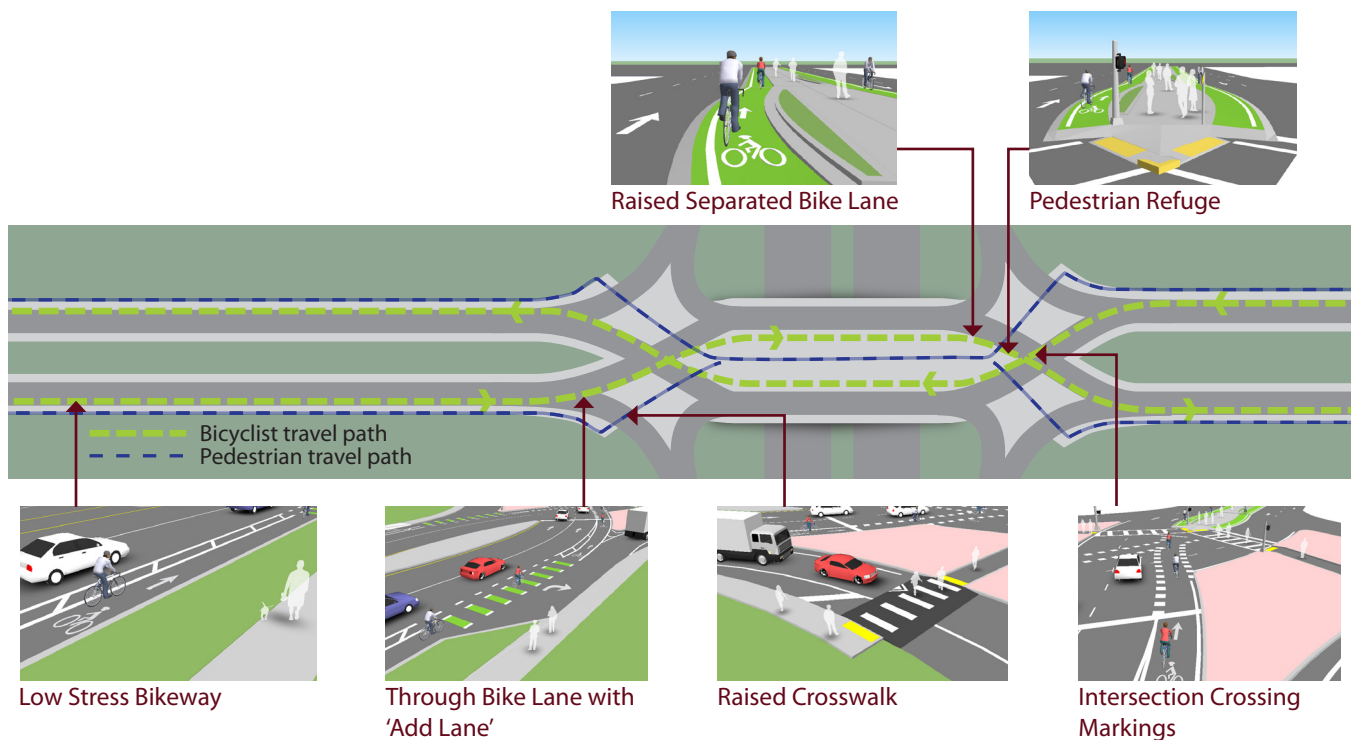 Raised Separated Bike Lane
Pedestrian Refuge
Bicyclist travel path
Pedestrian travel path
Low Stress Bikeway
Through Bike Lane with
‘Add Lane’
Raised Crosswalk
Intersection Crossing
Markings